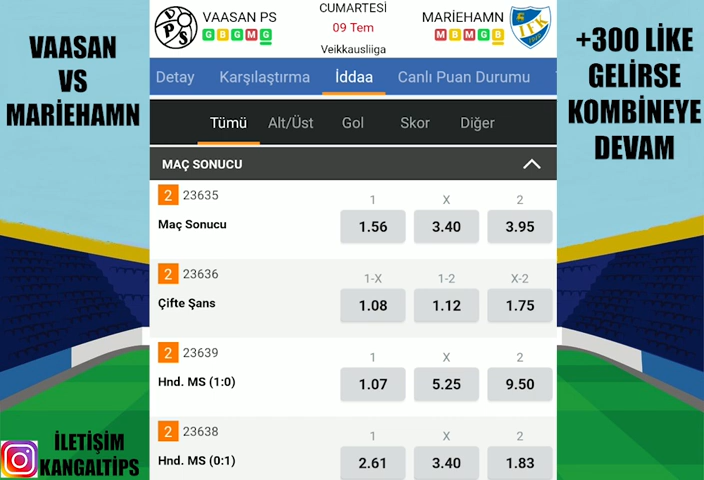 VAASAN
VS
MARİEHAMN
DPS
VAASAN PS
G B G M G
CUMARTESİ
09 Tem
Veikkausliiga
MARİEHAMN
M B M G B
IFK
+300 LİKE
GELİRSE
KOMBİNEYE
DEVAM
Detay Karşılaştırma İddaa Canlı Puan Durumu
Tümü Alt/Üst Gol Skor Diğer
MAÇ SONUCU
2 23635 1 X 2
Maç Sonucu 1.56 3.40 3.95
2 23636 1-X 1-2 X-2
Çifte Şans 1.08 1.12 1.75
2 23639 1 X 2
Hnd. MS (1:0) 1.07 5.25 9.50
2 23638 1 X 2
Hnd. MS (0:1) 2.61 3.40 1.83
İLETİŞİM
KANGALTİPS